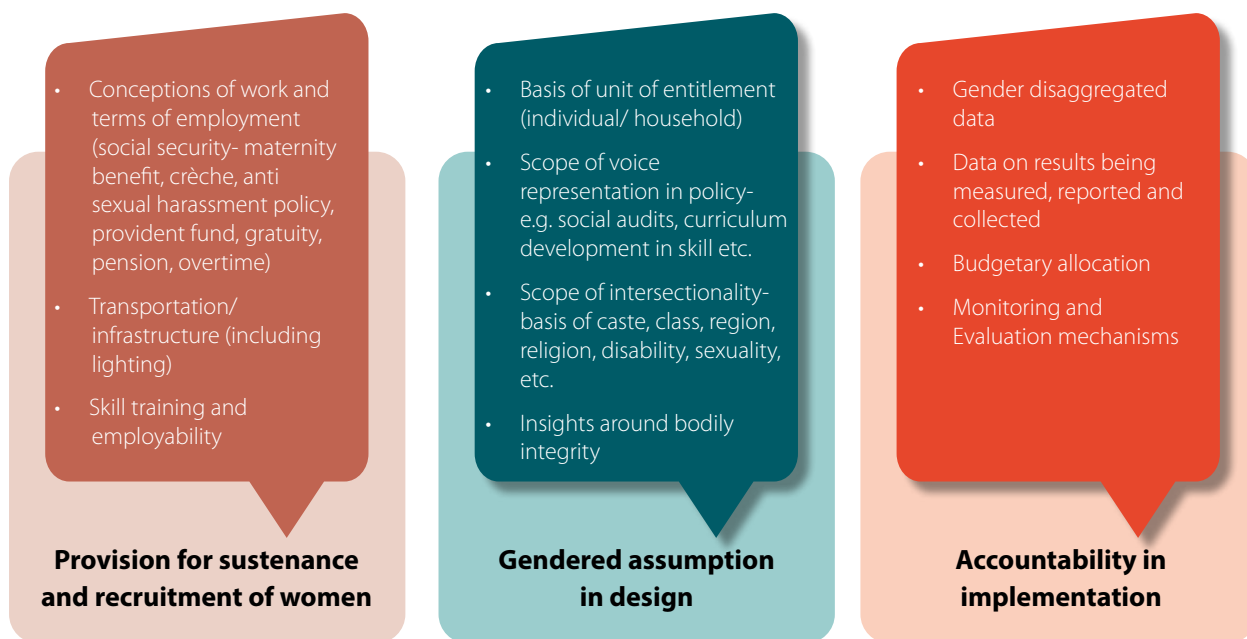 • Conceptions of work and
terms of employment
(social security- maternity
benefit, crèche, anti
sexual harassment policy,
provident fund, gratuity,
pension, overtime)
• Transportation/
infrastructure (including
lighting)
• Skill training and
employability
Provision for sustenance
and recruitment of women
• Basis of unit of entitlement
(individual/ household)
• Scope of voice
representation in policy-
e.g. social audits, curriculum
development in skill etc.
• Scope of intersectionality-
basis of caste, class, region,
religion, disability, sexuality,
etc.
• Insights around bodily
integrity
Gendered assumption
in design
• Gender disaggregated
data
• Data on results being
measured, reported and
collected
• Budgetary allocation
• Monitoring and
Evaluation mechanisms
Accountability in
implementation